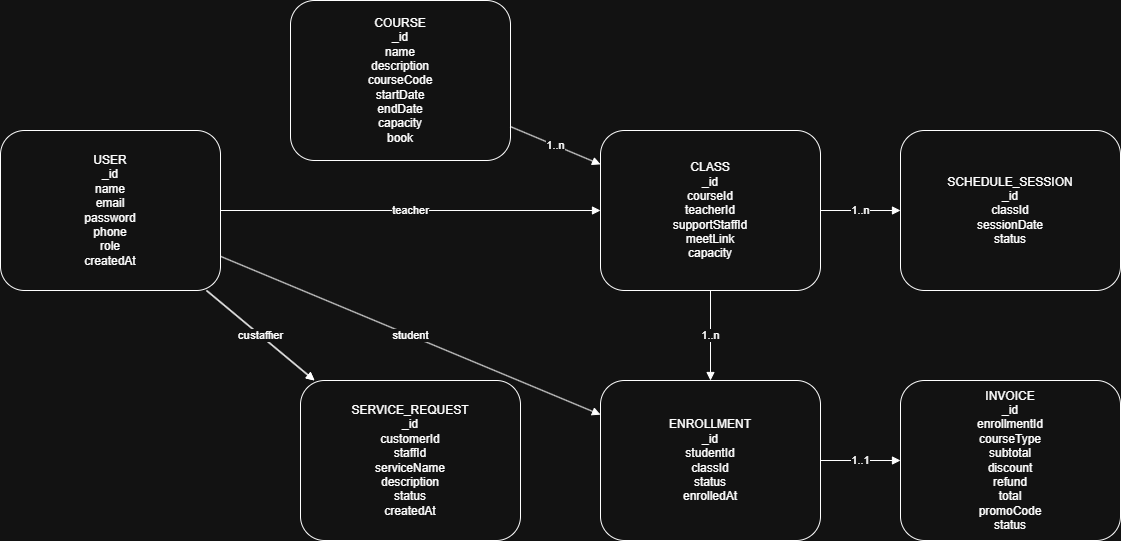 COURSE
_id
name
description
courseCode
startDate
endDate
capacity
book
USER
_id
name
email
password
phone
role
createdAt
1..n
teacher
CLASS
_id
courseId
teacherId
supportStaffId
meetLink
capacity
1..n
SCHEDULE_SESSION
_id
classId
sessionDate
status
custaffier
student
1..n
SERVICE_REQUEST
_id
customerId
staffId
serviceName
description
status
createdAt
ENROLLMENT
_id
studentId
classId
status
enrolledAt
1..1
INVOICE
_id
enrollmentId
courseType
subtotal
discount
refund
total
promoCode
status